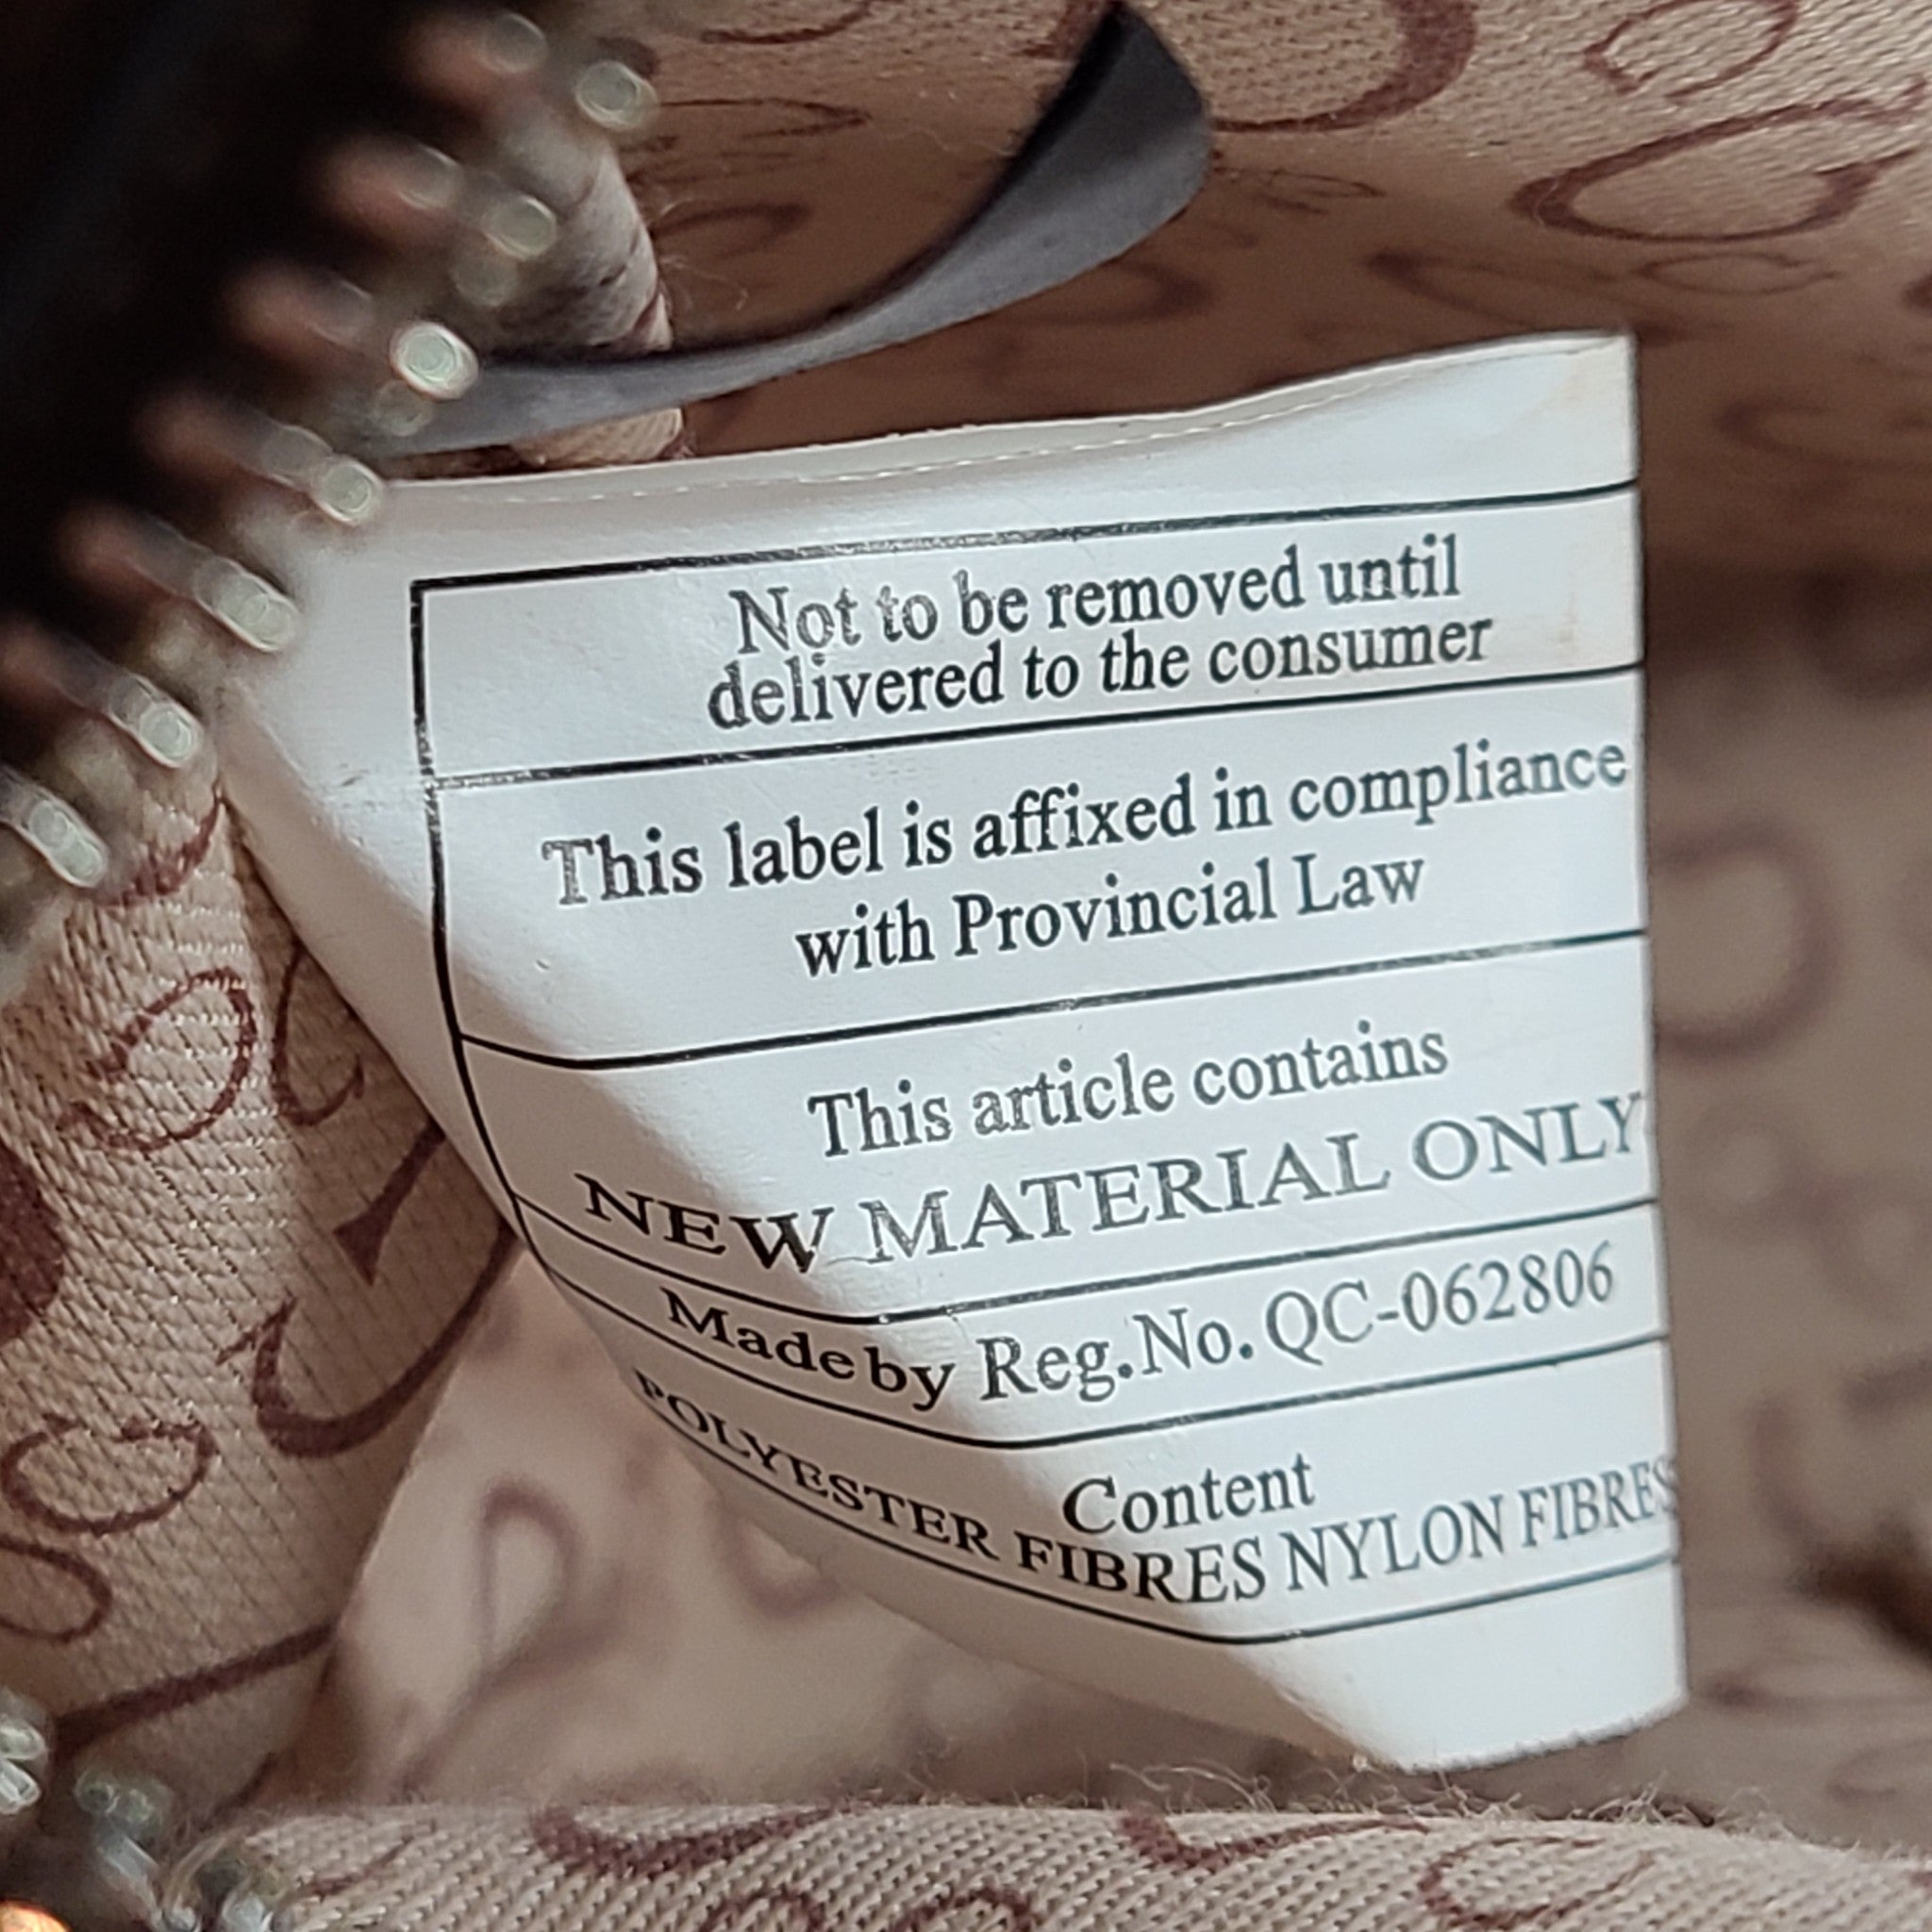 Not to be removed until
delivered to the consumer
This label is affixed in compliance
with Provincial Law
This article contains
NEW MATERIAL ONLY
Made by Reg.No. QC-062806
Content
POLYESTER FIBRES NYLON FIBRES